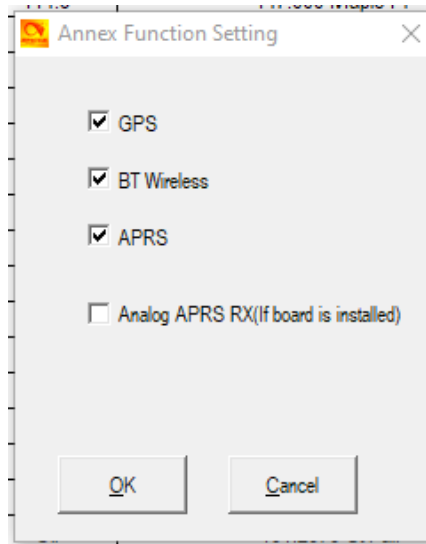 Annex Function Setting
GPS
BT Wireless
APRS
Analog APRS RX(If board is installed)
OK
Cancel